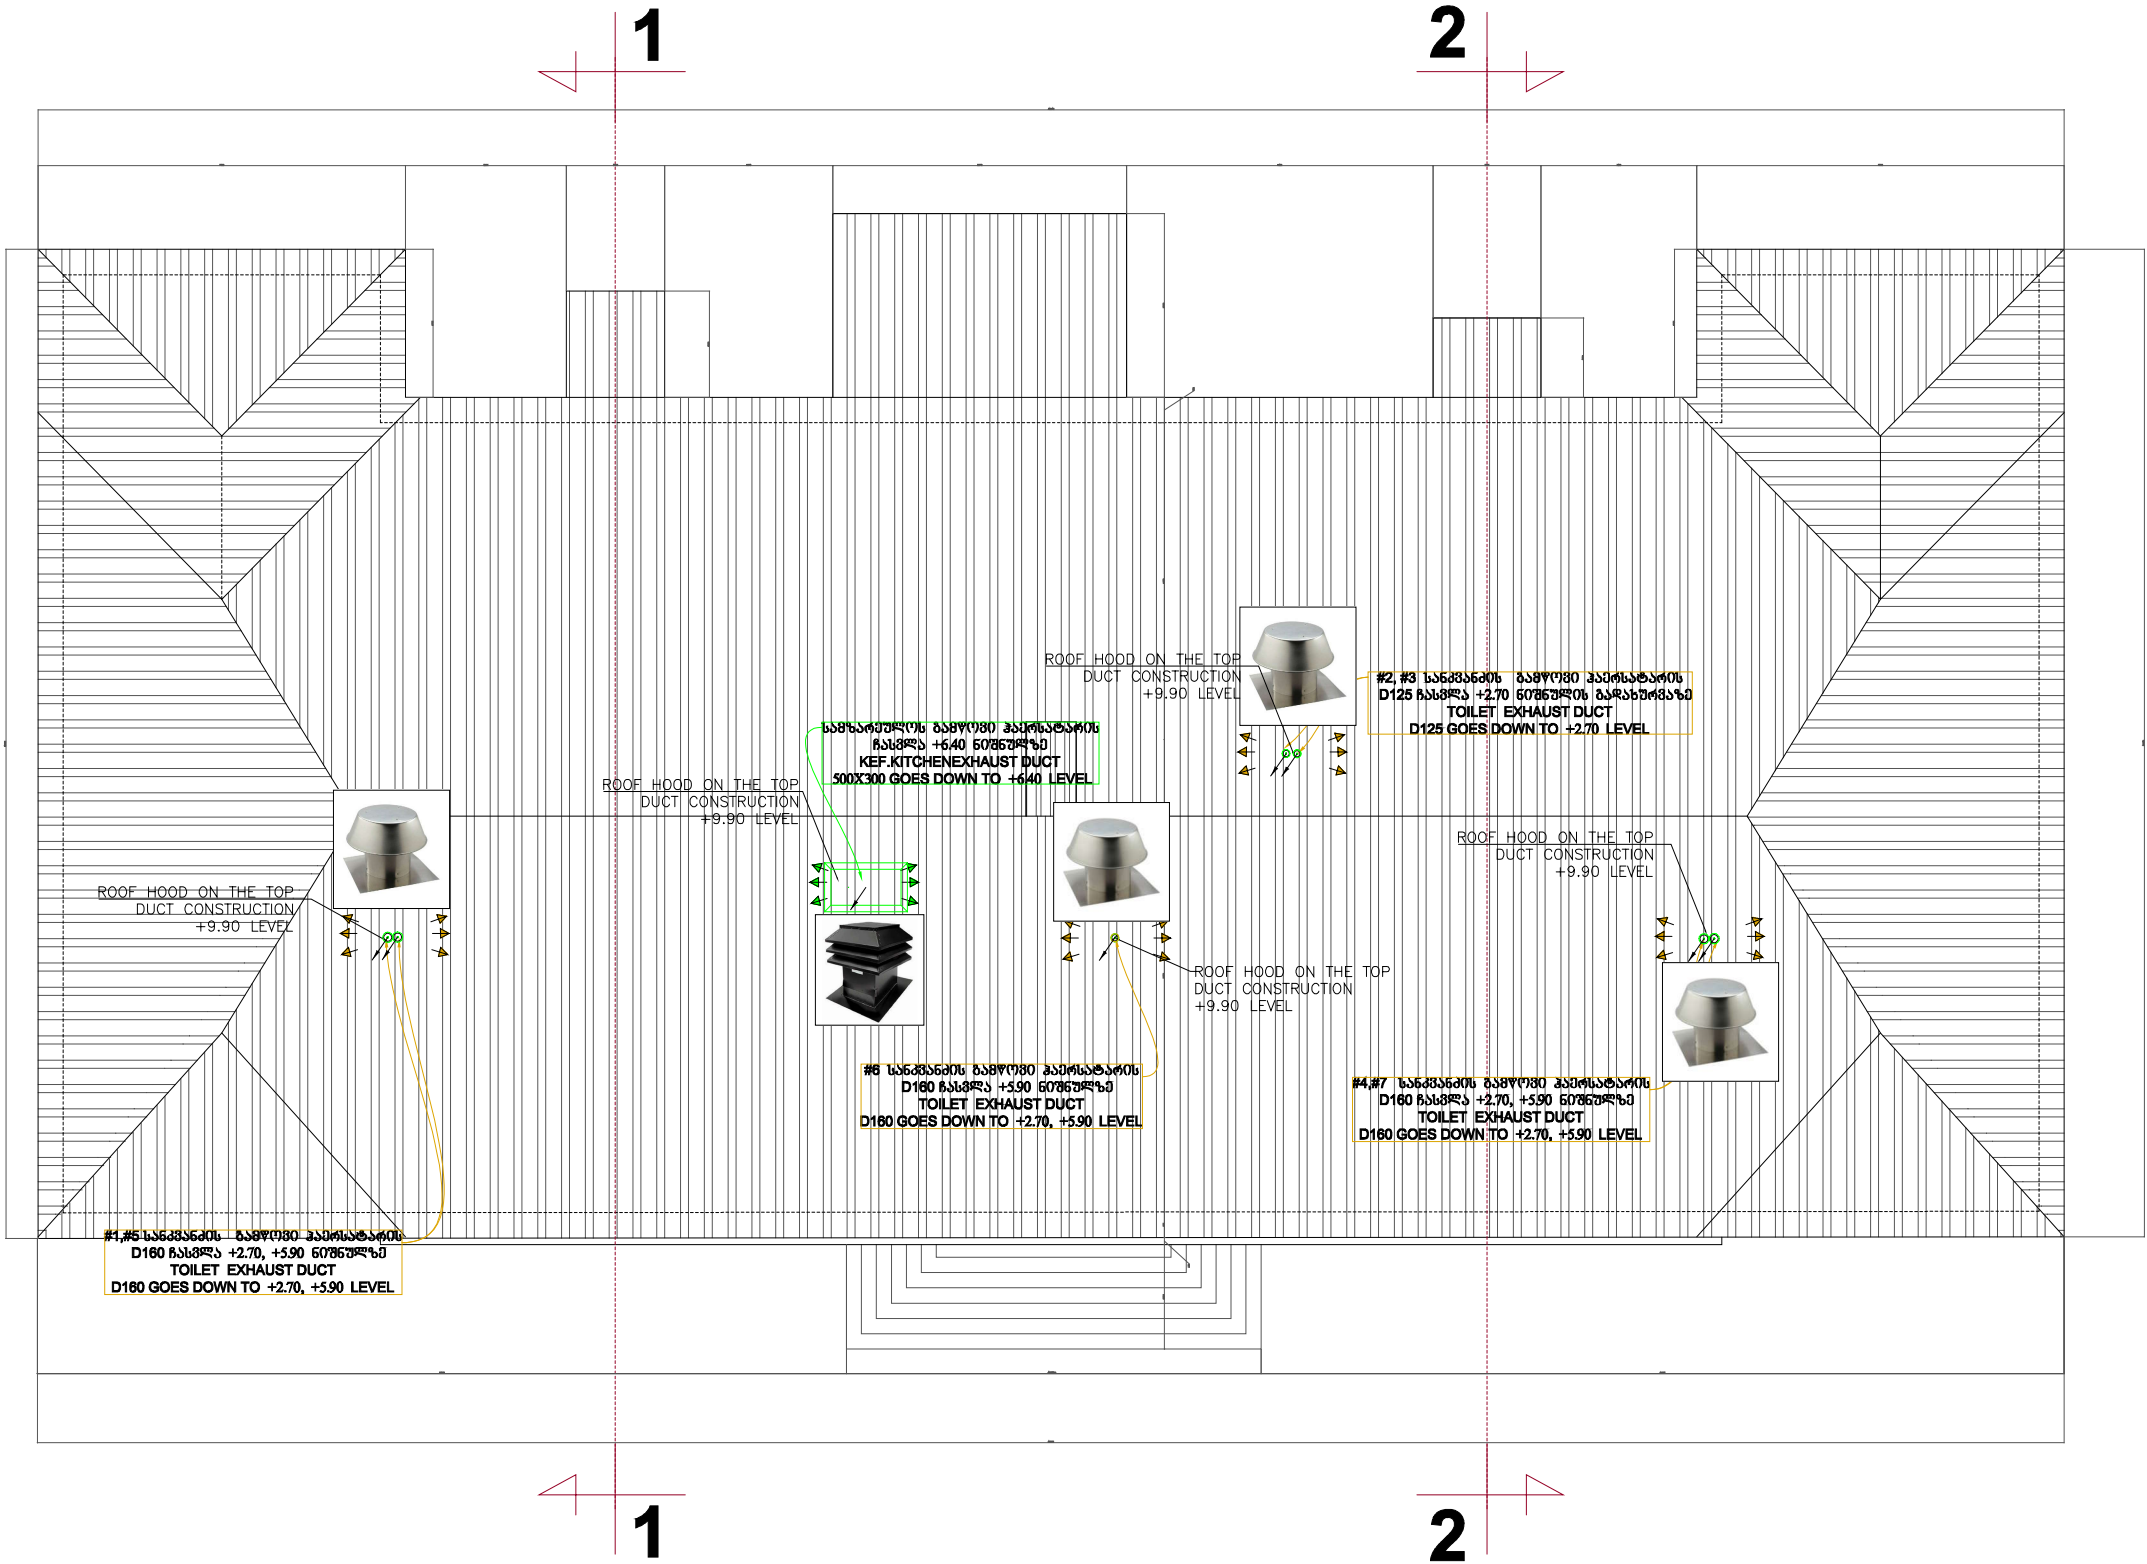 1
2
ROOF HOOD ON THE TOP
DUCT CONSTRUCTION
+9.90 LEVEL
#2, #3 სანკვანძის გამწოვი ჰაერსატარის
D125 ჩასვლა +2.70 ნიშნულის გადახურვაზე
TOILET EXHAUST DUCT
D125 GOES DOWN TO +2.70 LEVEL
სამზარეულოს გამწოვი ჰაერსატარის
ჩასვლა +6.40 ნიშნულზე
KEF.KITCHENEXHAUST DUCT
500X300 GOES DOWN TO +6.40 LEVEL
ROOF HOOD ON THE TOP
DUCT CONSTRUCTION
+9.90 LEVEL
ROOF HOOD ON THE TOP
DUCT CONSTRUCTION
+9.90 LEVEL
ROOF HOOD ON THE TOP
DUCT CONSTRUCTION
+9.90 LEVEL
ROOF HOOD ON THE TOP
DUCT CONSTRUCTION
+9.90 LEVEL
#6 სანკვანძის გამწოვი ჰაერსატარის
D160 ჩასვლა +5.90 ნიშნულზე
TOILET EXHAUST DUCT
D160 GOES DOWN TO +2.70, +5.90 LEVEL
#4,#7 სანკვანძის გამწოვი ჰაერსატარის
D160 ჩასვლა +2.70, +5.90 ნიშნულზე
TOILET EXHAUST DUCT
D160 GOES DOWN TO +2.70, +5.90 LEVEL
#1,#5 სანკვანძის გამწოვი ჰაერსატარის
D160 ჩასვლა +2.70, +5.90 ნიშნულზე
TOILET EXHAUST DUCT
D160 GOES DOWN TO +2.70, +5.90 LEVEL
1
2